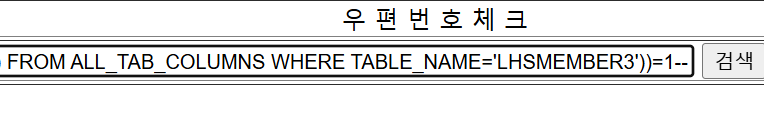 우 편 번 호 체 크
FROM ALL_TAB_COLUMNS WHERE TABLE_NAME='LHSMEMBER3'))=1-- 검색